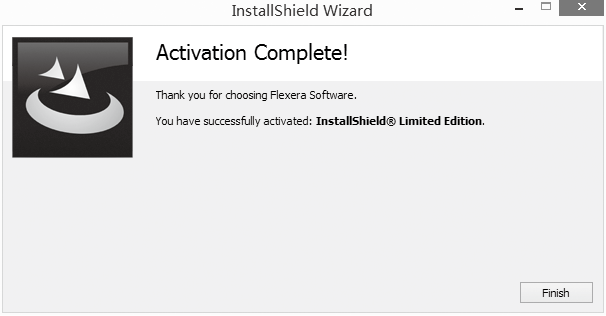 InstallShield Wizard
Activation Complete!
Thank you for choosing Flexera Software.
You have successfully activated: InstallShield® Limited Edition.
Finish